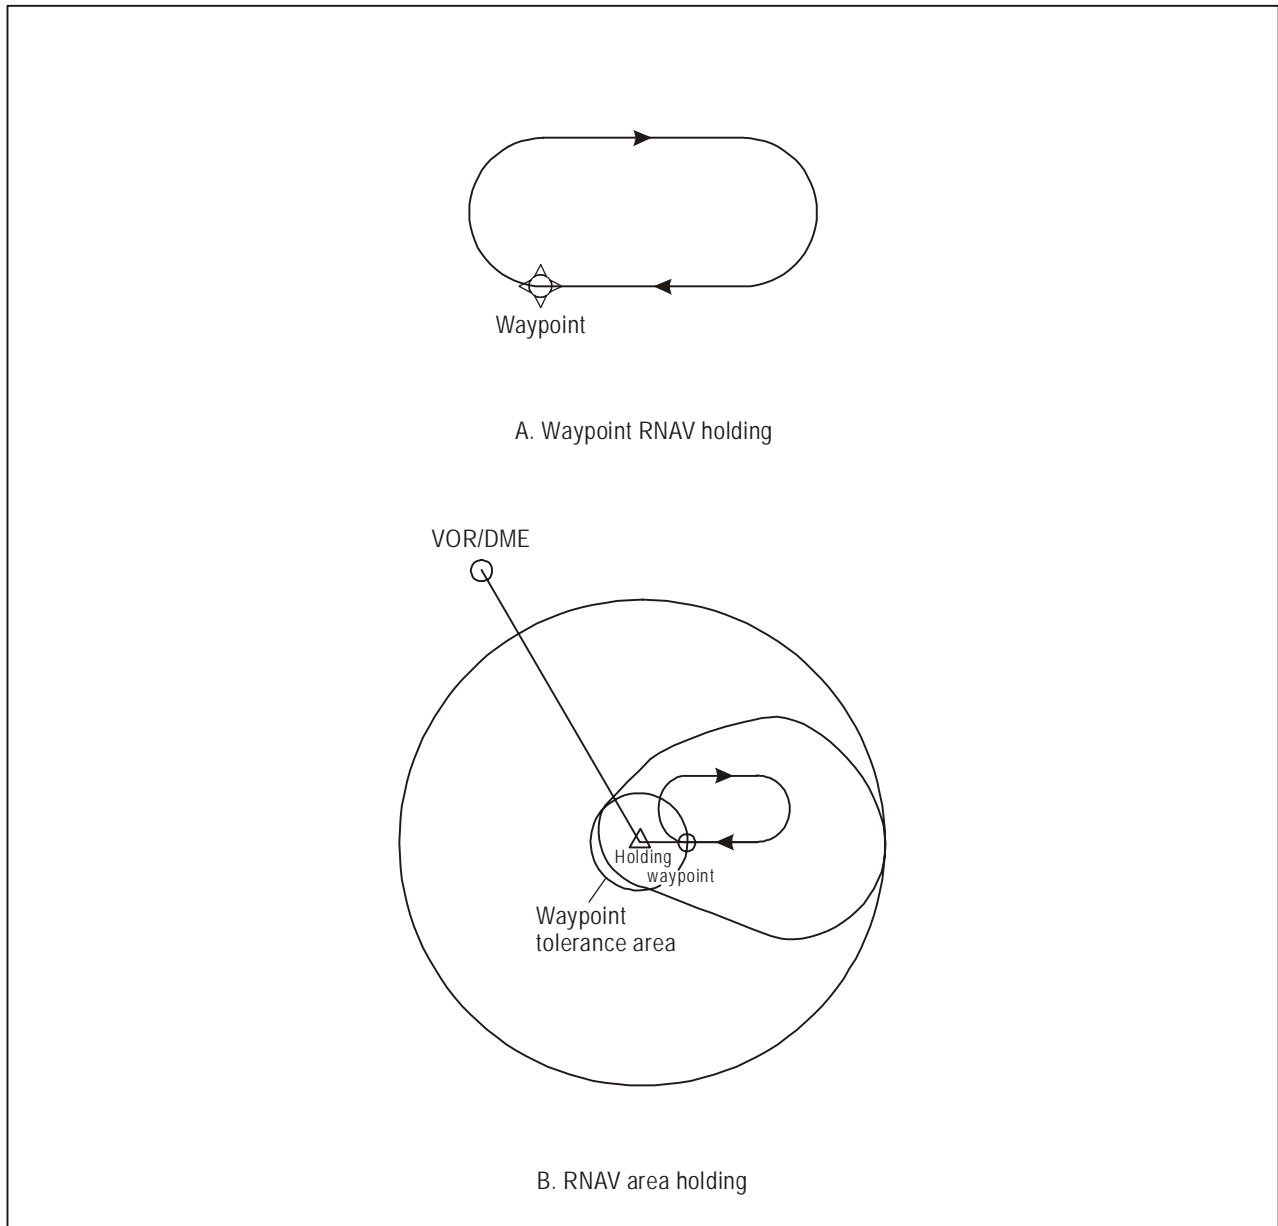 Waypoint
A. Waypoint RNAV holding
VOR/DME
Holding
waypoint
Waypoint
tolerance area
B. RNAV area holding